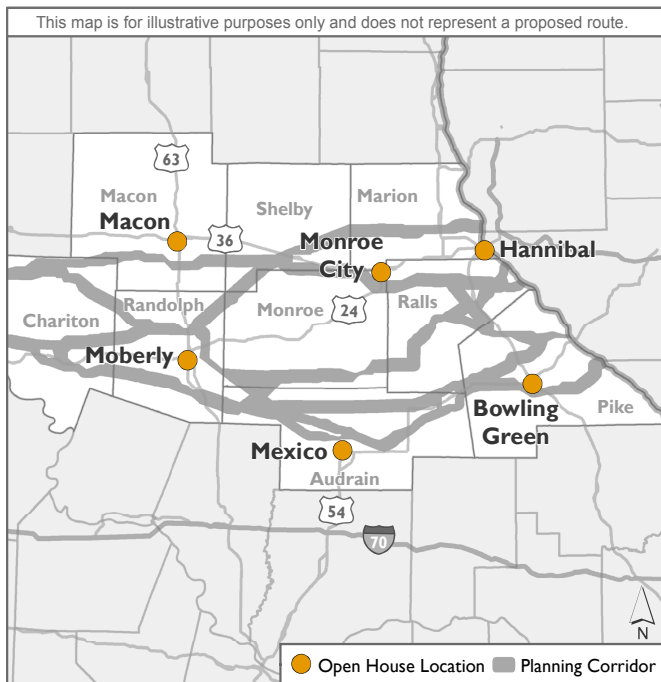 This map is for illustrative purposes only and does not represent a proposed route.
63
Macon
Macon
Shelby
Marion
36
Monroe
City
Hannibal
Randolph
Monroe
24
Ralls
Chariton
Moberly
Bowling
Green
Pike
Mexico
Audrain
54
70
N
Open House Location
Planning Corridor